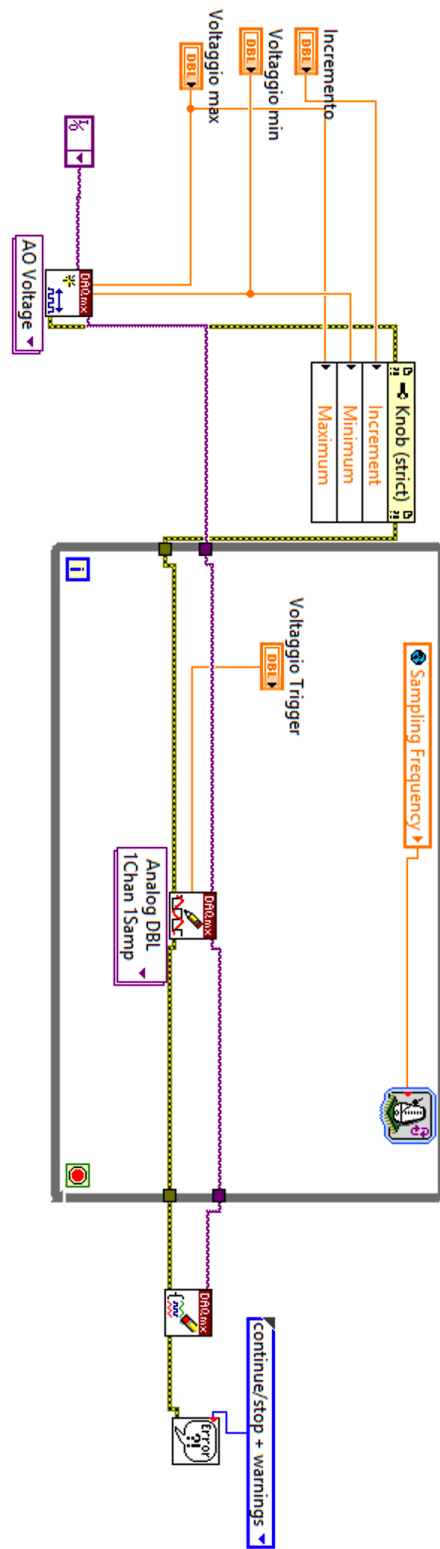 Incremento
DBL
Voltaggio min
DBL
Voltaggio max
DBL
I/O
DAQmx
AO Voltage
Knob (strict)
Increment
Minimum
Maximum
i
Sampling Frequency
Voltaggio Trigger
DBL
DAQmx
Analog DBL
1Chan 1Samp
DAQmx
continue/stop + warnings
Error
?!